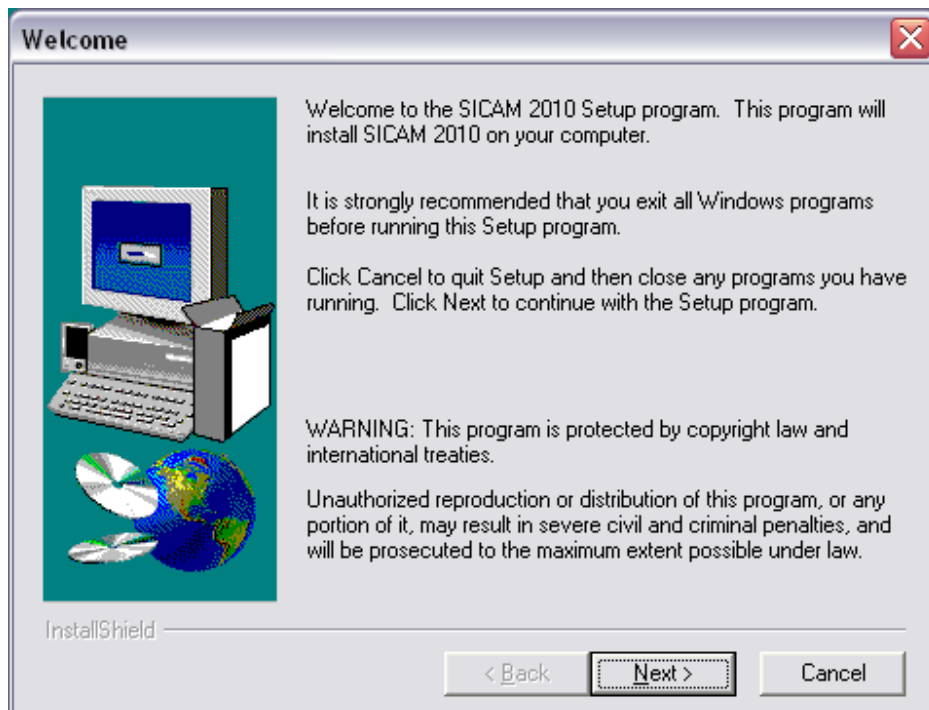 Welcome
Welcome to the SICAM 2010 Setup program.  This program will
install SICAM 2010 on your computer.
It is strongly recommended that you exit all Windows programs
before running this Setup program.
Click Cancel to quit Setup and then close any programs you have
running.  Click Next to continue with the Setup program.
WARNING: This program is protected by copyright law and
international treaties.
Unauthorized reproduction or distribution of this program, or any
portion of it, may result in severe civil and criminal penalties, and
will be prosecuted to the maximum extent possible under law.
InstallShield
< Back
Next >
Cancel